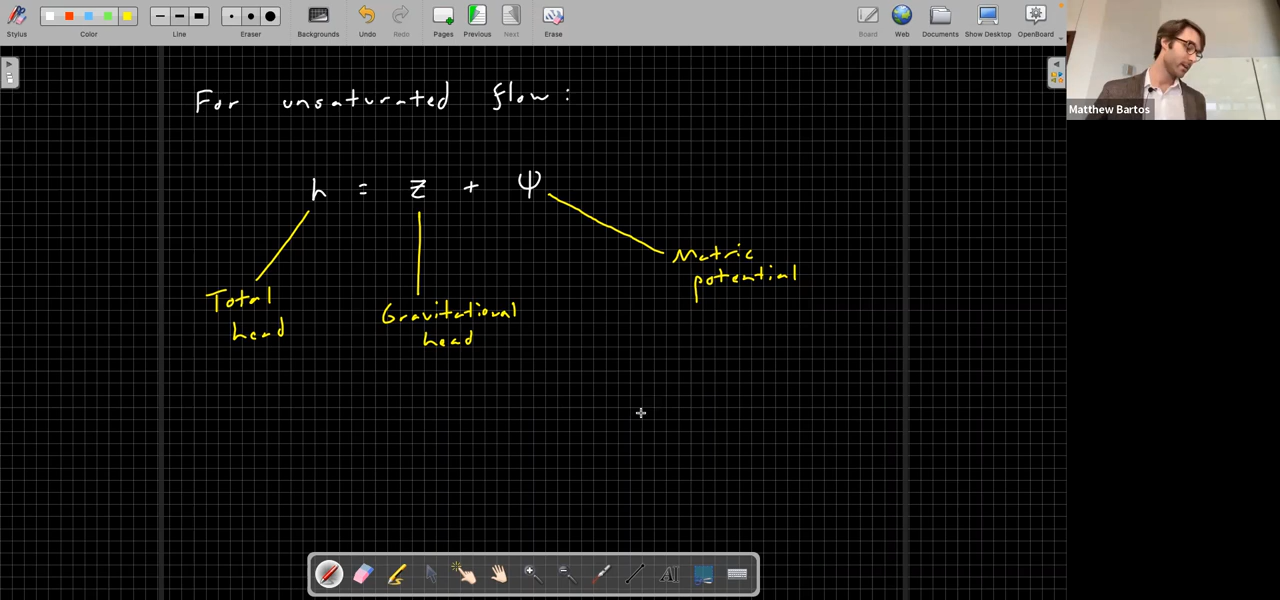 Stylus
Color
Line
Eraser
Backgrounds
Undo
Redo
Pages
Previous
Next
Erase
Board
Web
Documents
Show Desktop
OpenBoard
Matthew Bartos
For unsaturated flow:
h = z + Ψ
Matric
potential
Total
head
Gravitational
head
AI